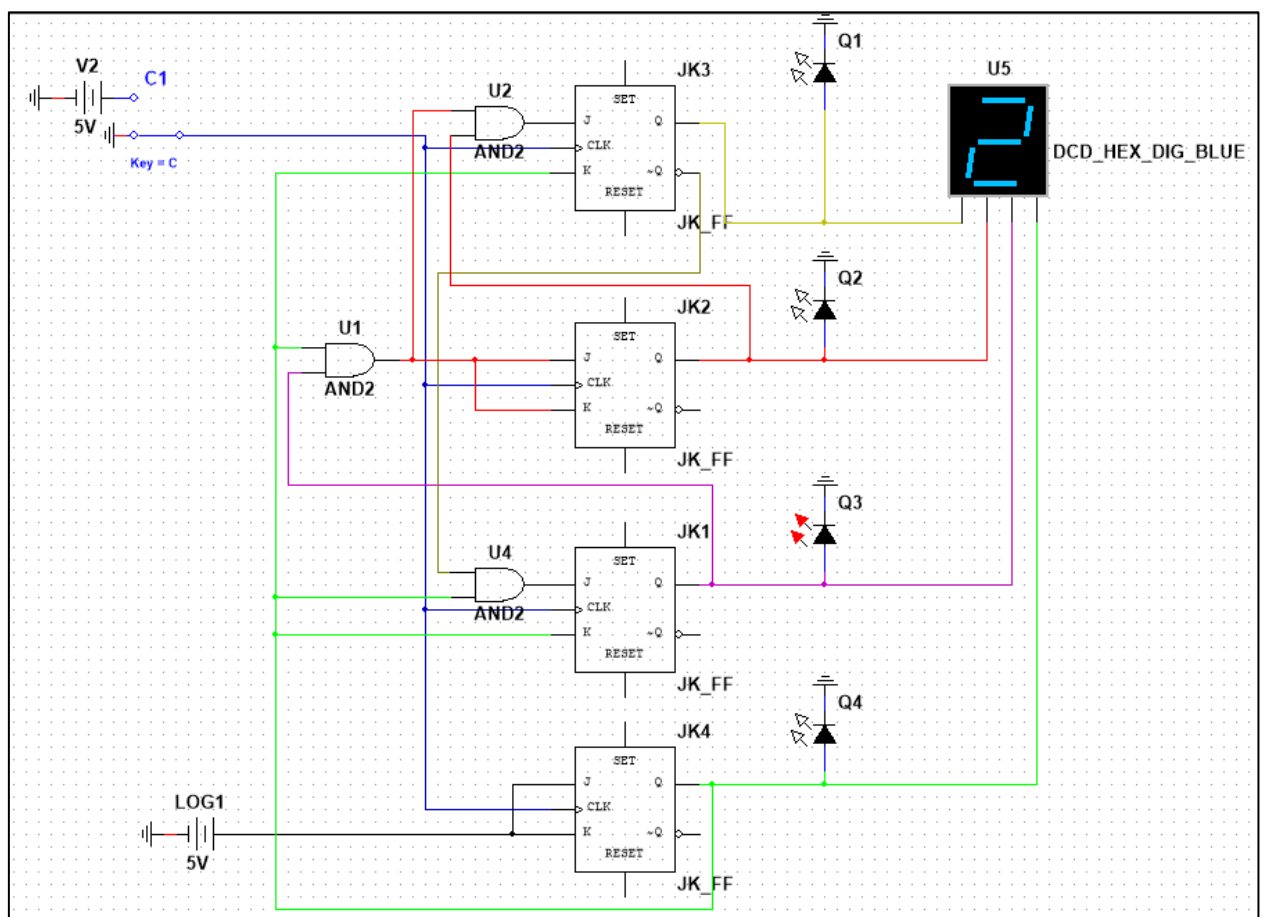 V2
C1
5V
Key = C
U2
AND2
JK3
SET
J
Q
CLK
K
~Q
RESET
JK_FF
Q1
U5
2
DCD_HEX_DIG_BLUE
U1
AND2
JK2
SET
J
Q
CLK
K
~Q
RESET
JK_FF
Q2
U4
AND2
JK1
SET
J
Q
CLK
K
~Q
RESET
JK_FF
Q3
LOG1
5V
JK4
SET
J
Q
CLK
K
~Q
RESET
JK_FF
Q4